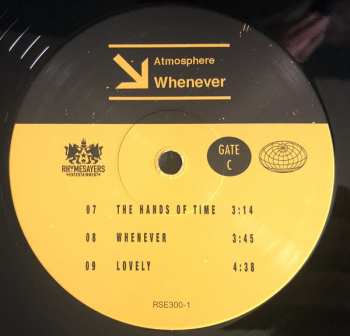 Atmosphere
Whenever
RHYMESAYERS
ENTERTAINMENT
GATE
C
07 THE HANDS OF TIME 3:14
08 WHENEVER 3:45
09 LOVELY 4:38
RSE300-1